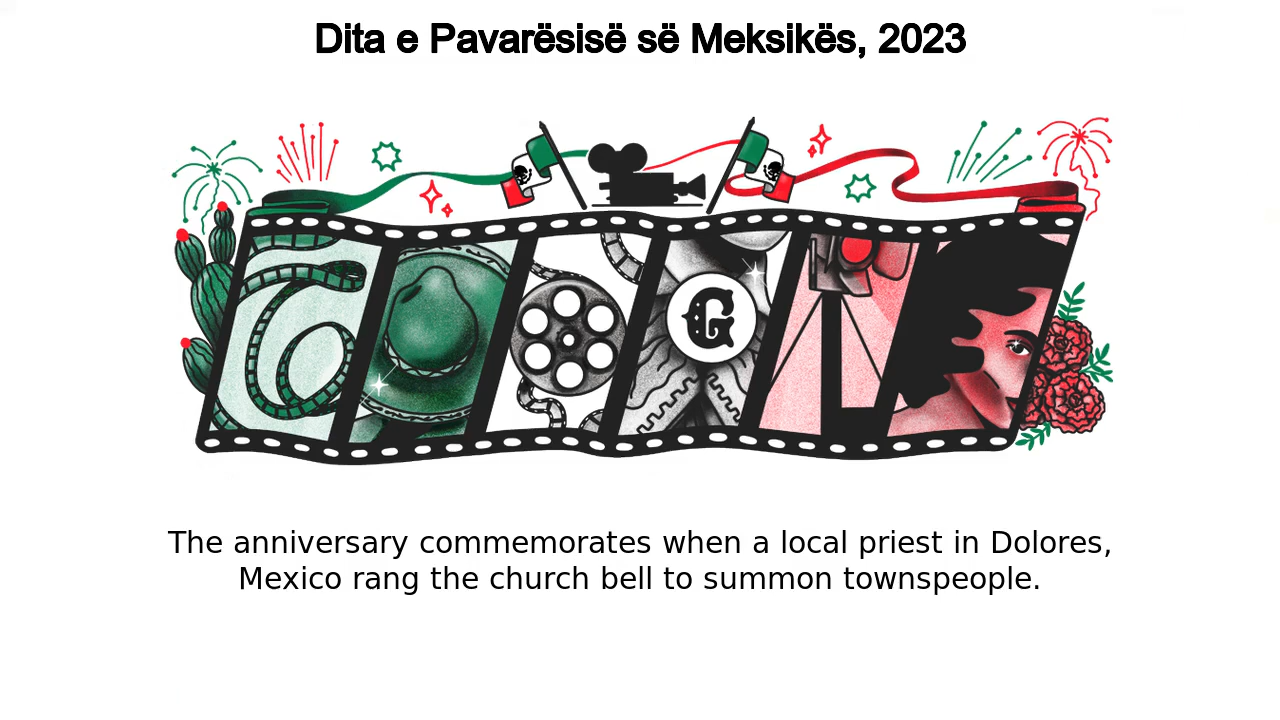 Dita e Pavarësisë së Meksikës, 2023
G
The anniversary commemorates when a local priest in Dolores,
Mexico rang the church bell to summon townspeople.